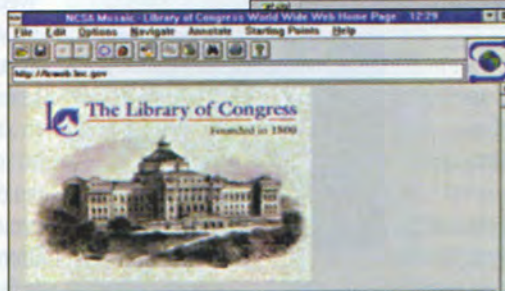 NCSA Mosaic - Library of Congress World Wide Web Home Page 12:29
File Edit Options Navigate Annotate Starting Points Help
http://lcweb.loc.gov
LC The Library of Congress
Founded in 1800